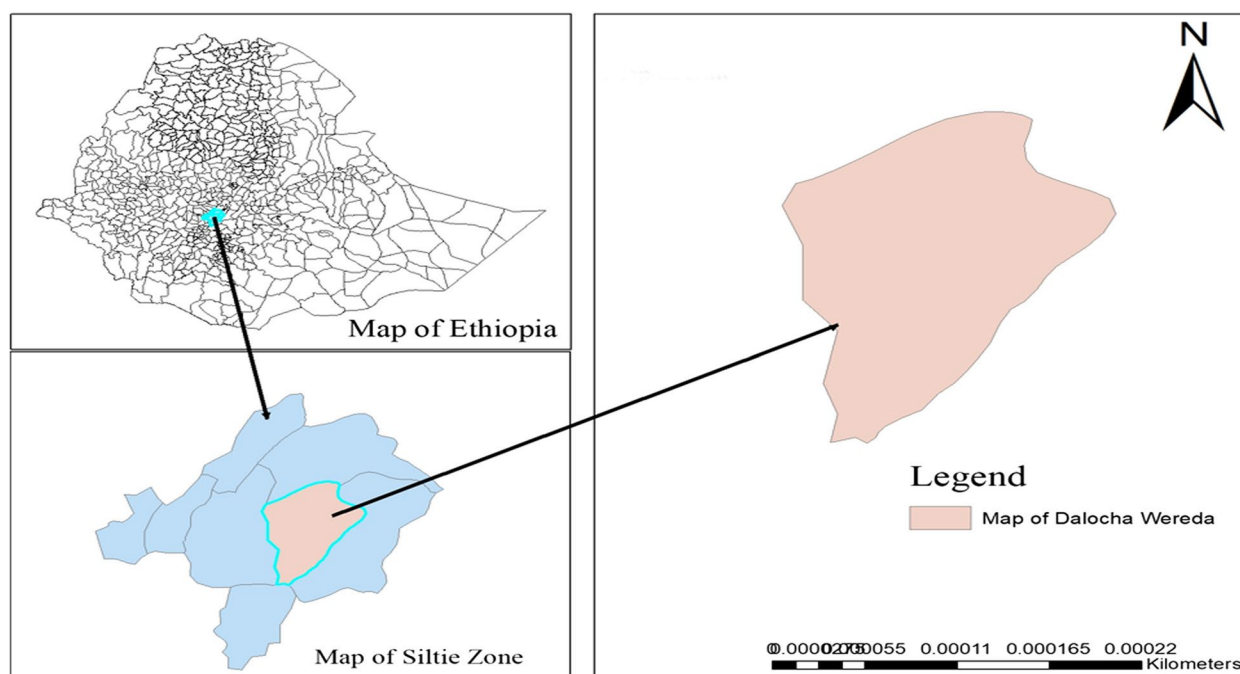 Map of Ethiopia
Map of Siltie Zone
N
Legend
Map of Dalocha Wereda
0.00011 0.000165 0.00022
Kilometers